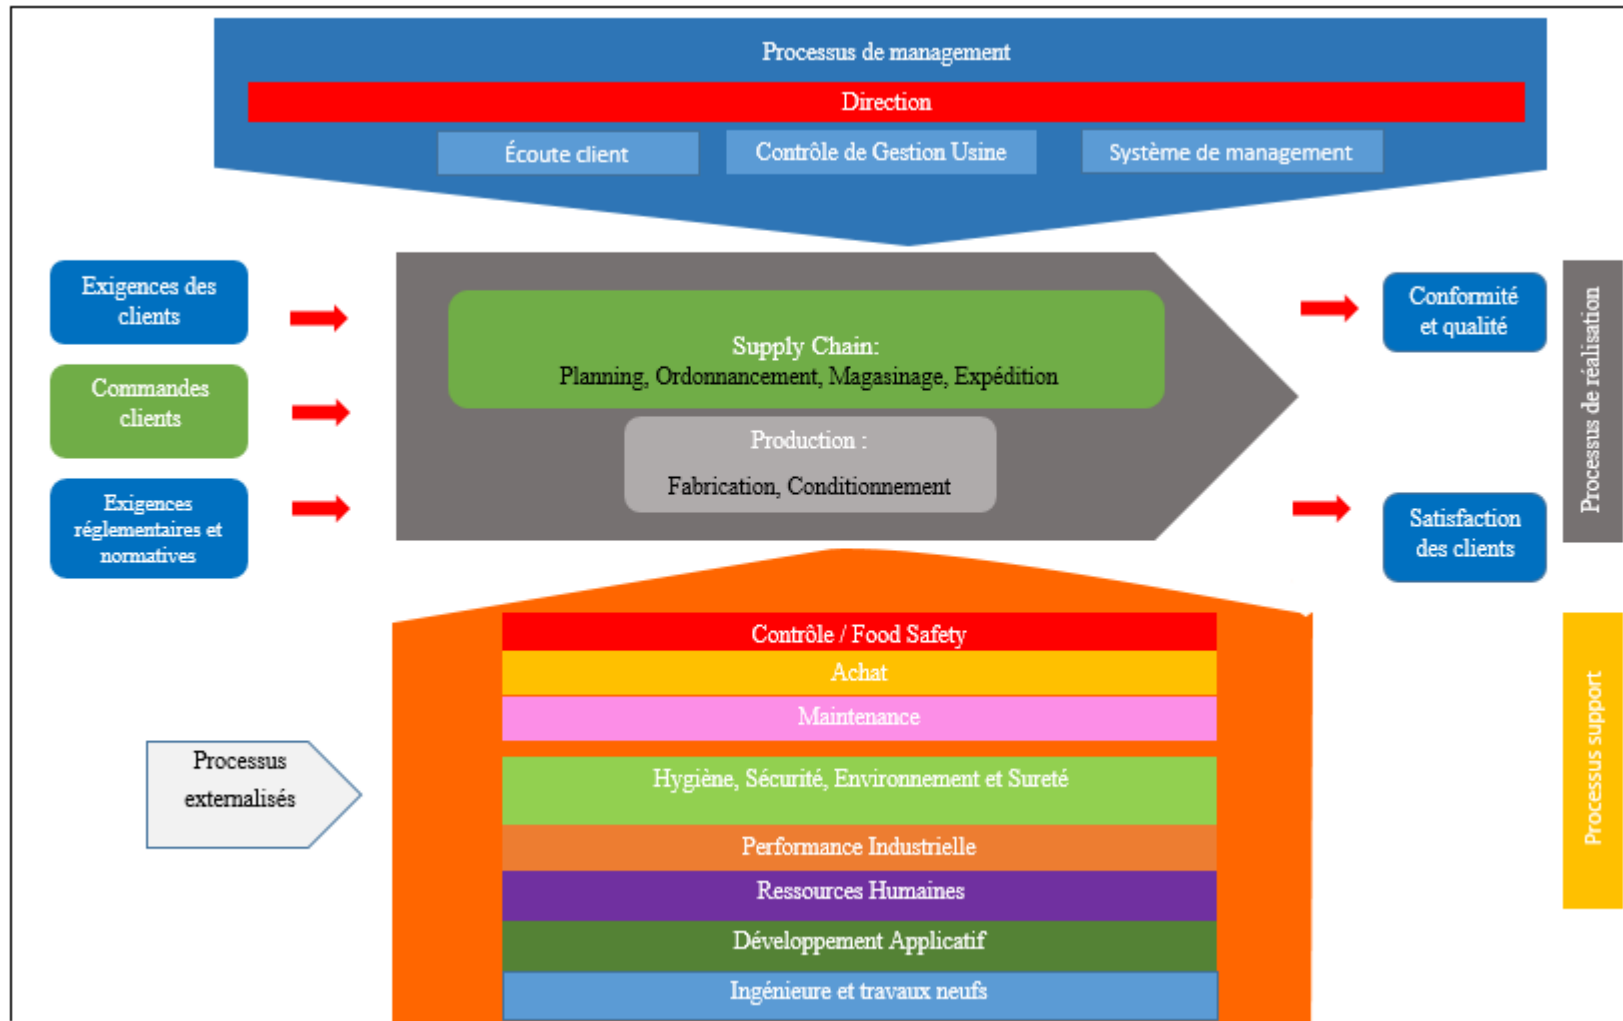 Processus de management
Direction
Écoute client
Contrôle de Gestion Usine
Système de management
Exigences des
clients
Commandes
clients
Exigences
réglementaires et
normatives
Supply Chain:
Planning, Ordonnancement, Magasinage, Expédition
Production :
Fabrication, Conditionnement
Conformité
et qualité
Satisfaction
des clients
Processus de réalisation
Contrôle / Food Safety
Achat
Maintenance
Hygiène, Sécurité, Environnement et Sureté
Performance Industrielle
Ressources Humaines
Développement Applicatif
Ingénieure et travaux neufs
Processus
externalisés
Processus support